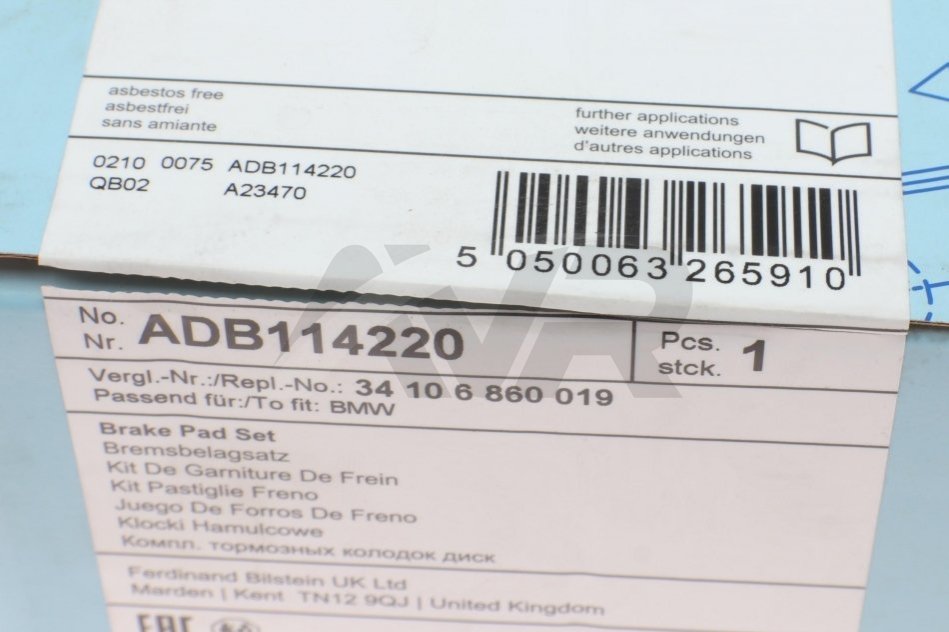 asbestos free
asbestfrei
sans amiante
further applications
weitere anwendungen
d'autres applications
0210 0075 ADB114220
QB02 A23470
5 050063 265910
No.
Nr. ADB114220
Pcs.
stck. 1
Vergl.-Nr.:/Repl.-No.: 34 10 6 860 019
Passend für:/To fit: BMW
Brake Pad Set
Bremsbelagsatz
Kit De Garniture De Frein
Kit Pastiglie Freno
Juego De Forros De Freno
Klocki Hamulcowe
Компл. тормозных колодок диск
Ferdinand Bilstein UK Ltd
Marden | Kent TN12 9QJ | United Kingdom
EAC